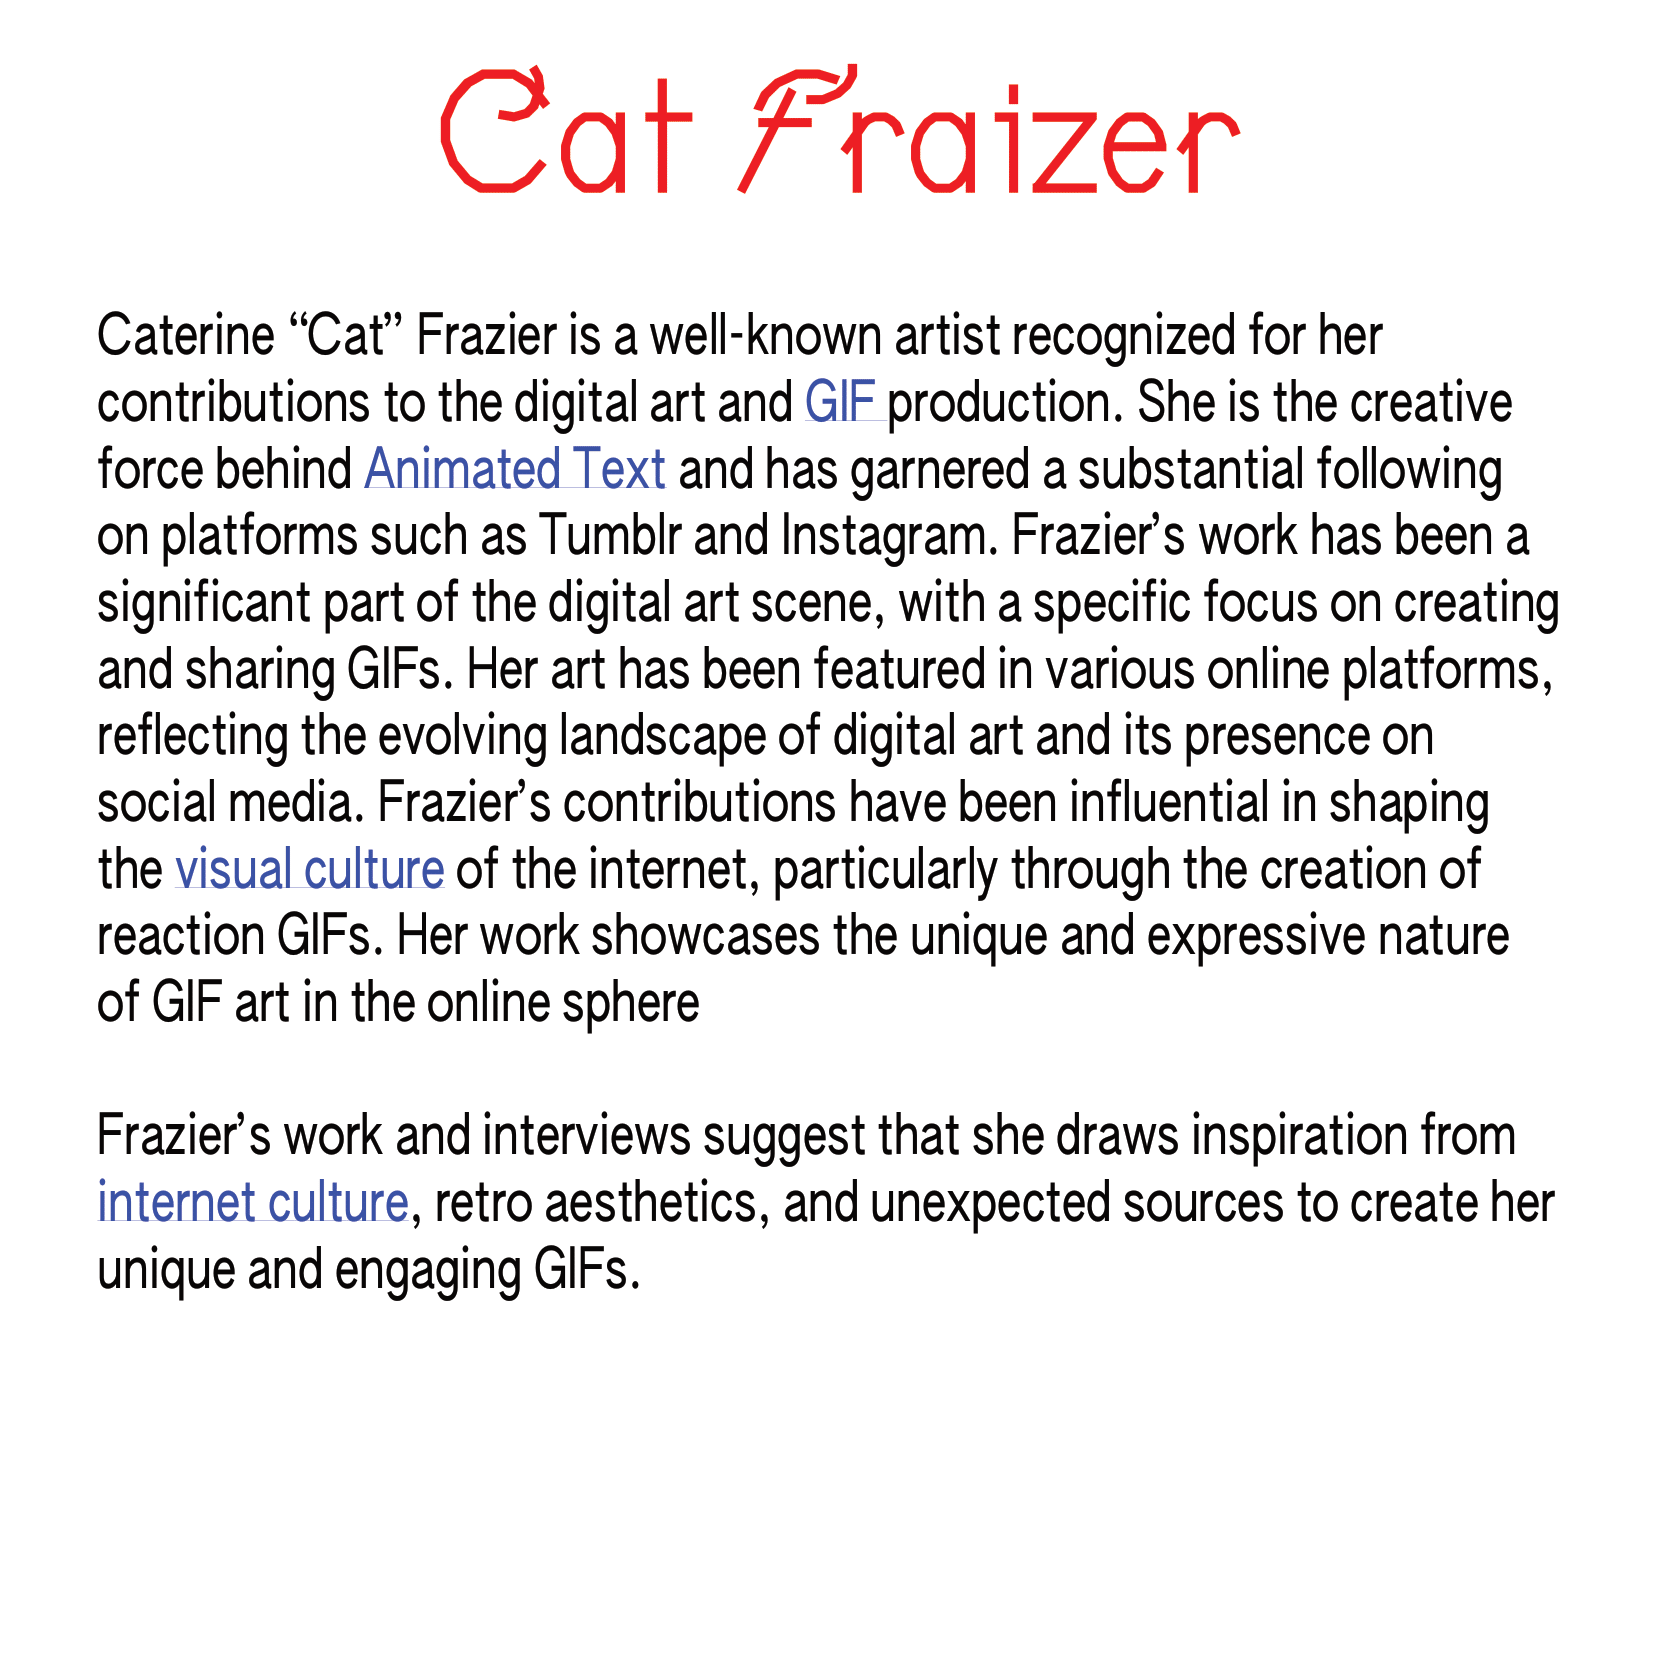 Cat Fraizer
Caterine “Cat” Frazier is a well-known artist recognized for her
contributions to the digital art and GIF production. She is the creative
force behind Animated Text and has garnered a substantial following
on platforms such as Tumblr and Instagram. Frazier’s work has been a
significant part of the digital art scene, with a specific focus on creating
and sharing GIFs. Her art has been featured in various online platforms,
reflecting the evolving landscape of digital art and its presence on
social media. Frazier’s contributions have been influential in shaping
the visual culture of the internet, particularly through the creation of
reaction GIFs. Her work showcases the unique and expressive nature
of GIF art in the online sphere
Frazier’s work and interviews suggest that she draws inspiration from
internet culture, retro aesthetics, and unexpected sources to create her
unique and engaging GIFs.